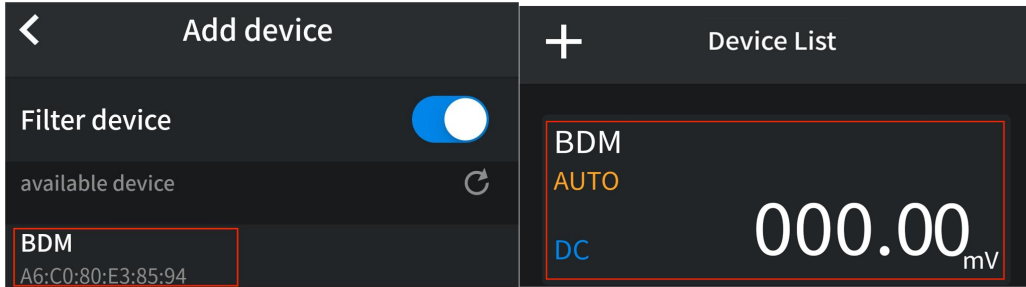 Add device
Filter device
available device
BDM
A6:C0:80:E3:85:94
Device List
BDM
AUTO
DC
000.00
mV